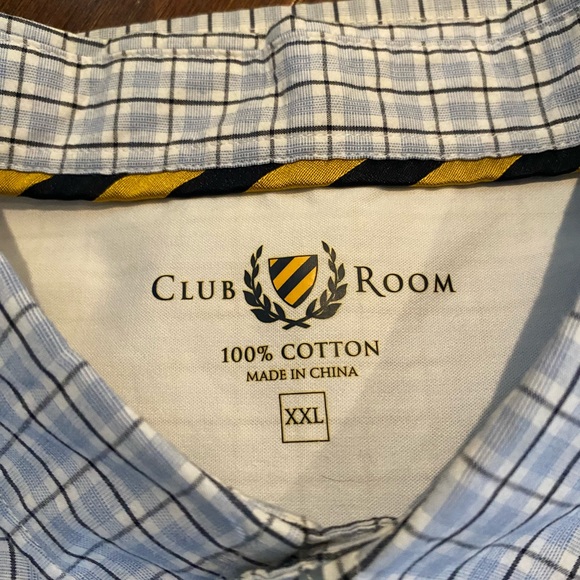 CLUB ROOM
100% COTTON
MADE IN CHINA
XXL